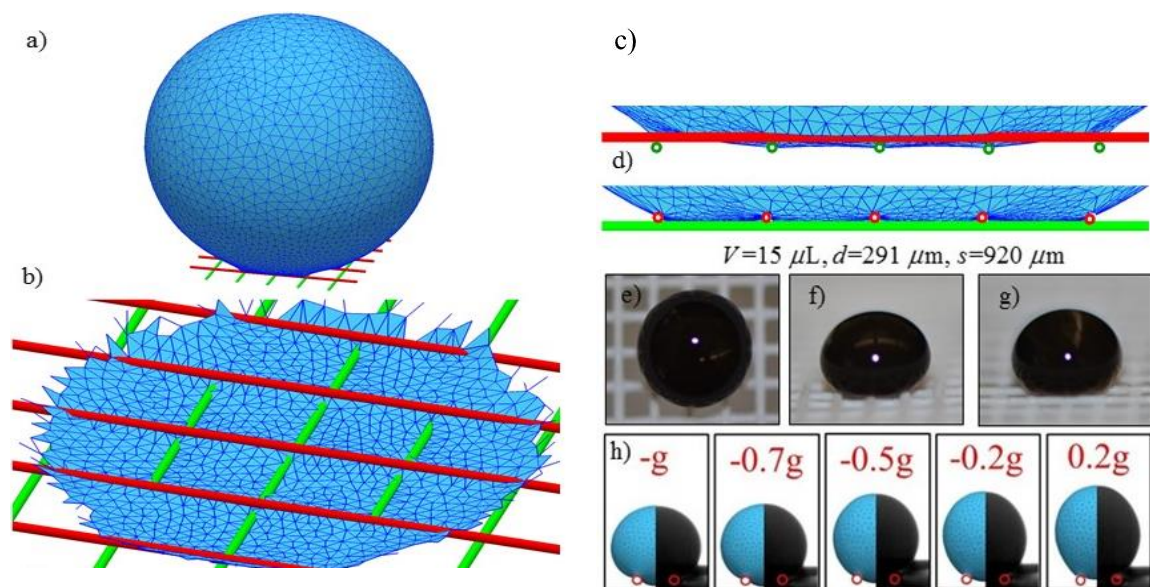 a)
b)
c)
d)
V=15 μL, d=291 μm, s=920 μm
e)
f)
g)
h)
-g
-0.7g
-0.5g
-0.2g
0.2g